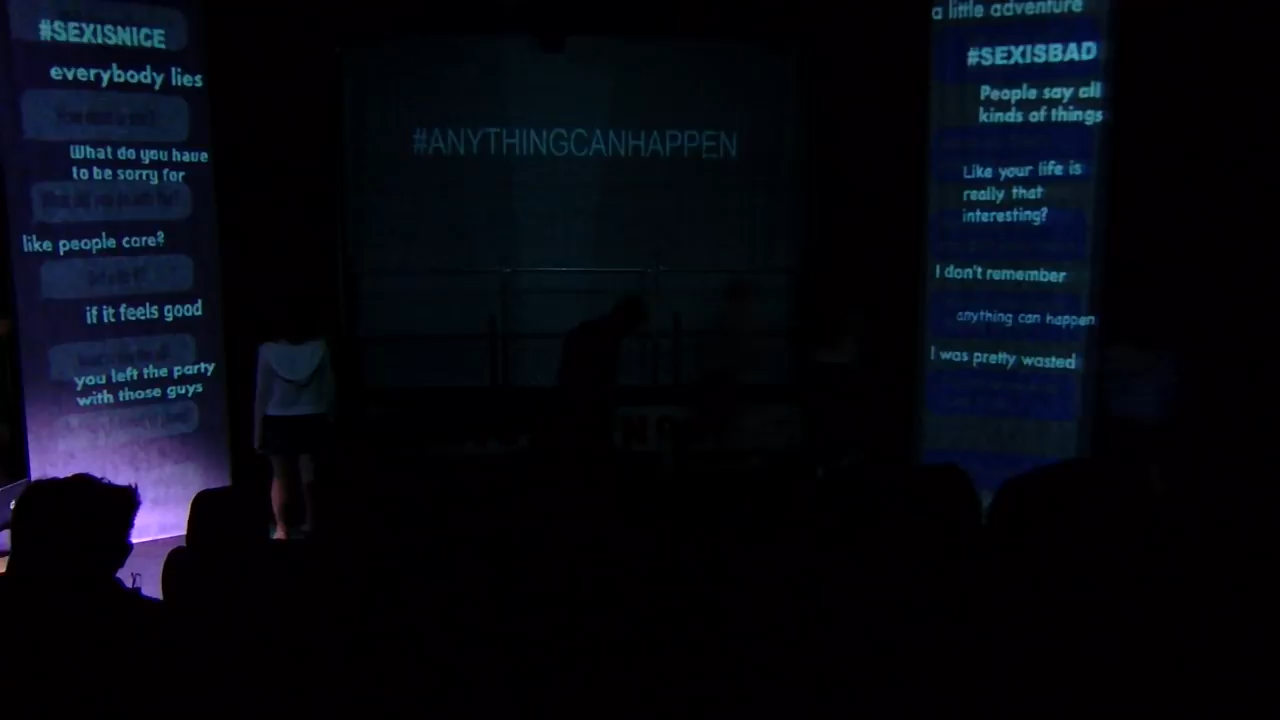 #SEXISNICE
everybody lies
What do you have
to be sorry for
like people care?
if it feels good
you left the party
with those guys
#ANYTHINGCANHAPPEN
a little adventure
#SEXISBAD
People say all
kinds of things
Like your life is
really that
interesting?
I don't remember
anything can happen
I was pretty wasted